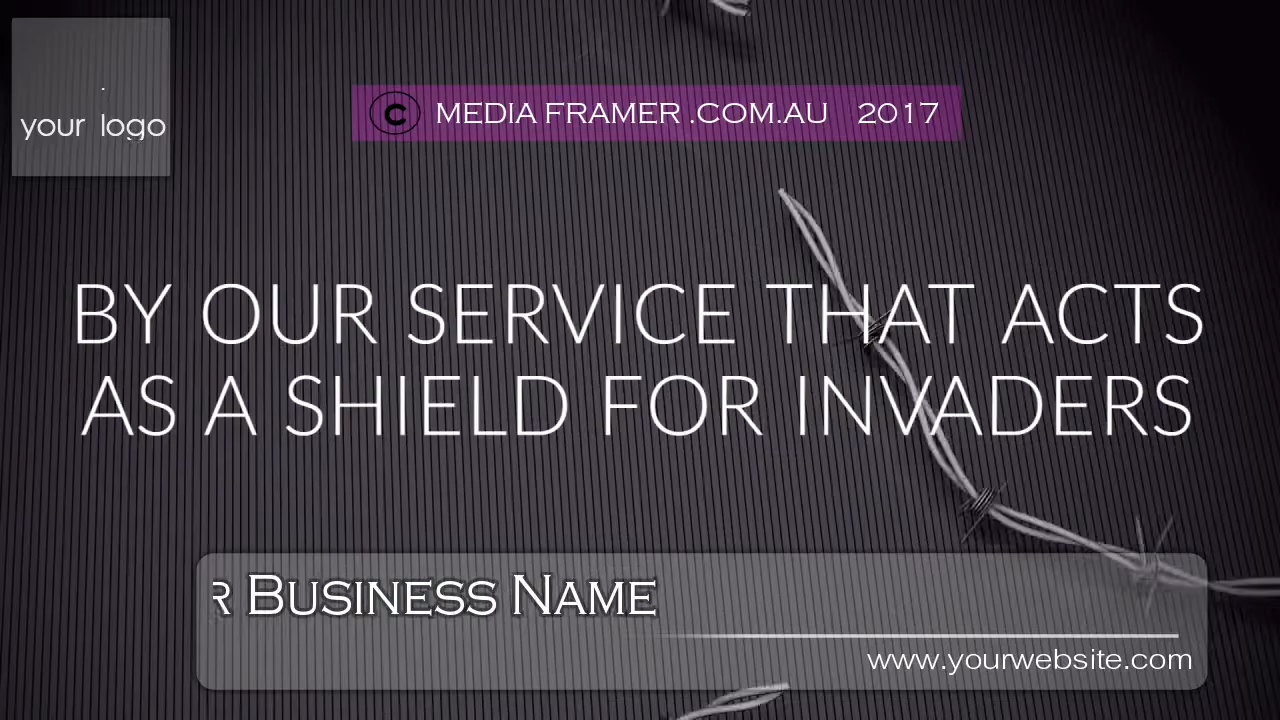 your logo
© MEDIA FRAMER .COM.AU 2017
BY OUR SERVICE THAT ACTS
AS A SHIELD FOR INVADERS
R BUSINESS NAME
www.yourwebsite.com